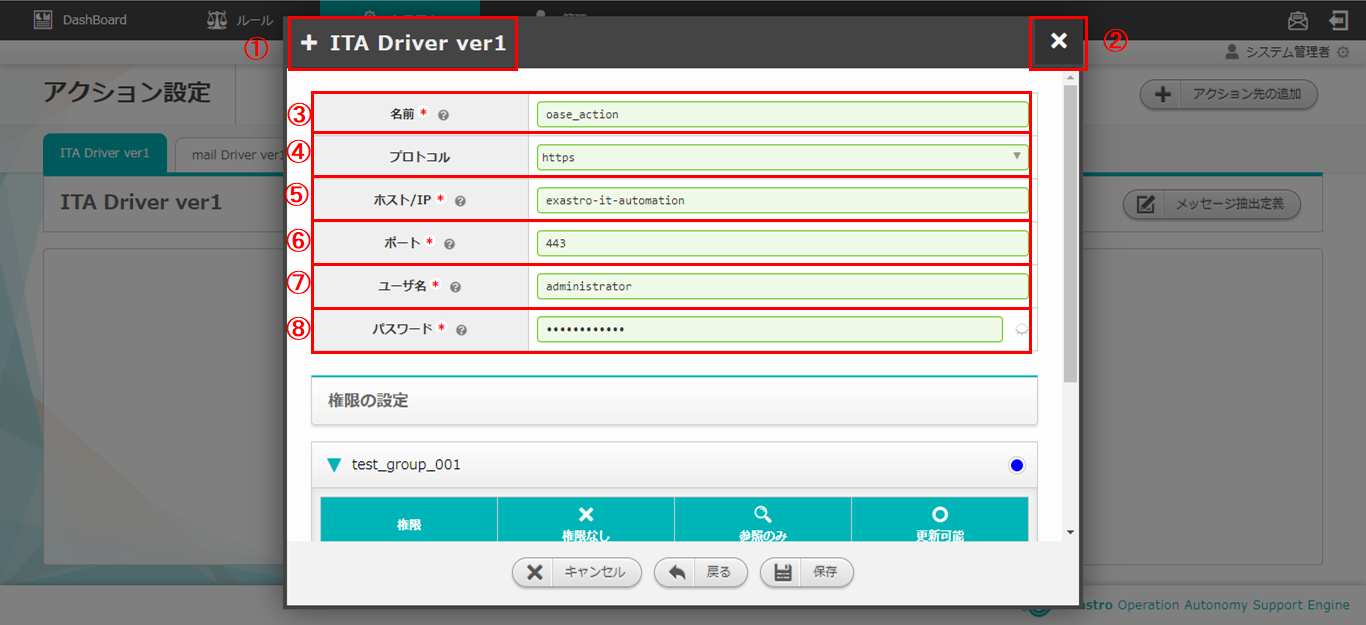 DashBoard ルール
① + ITA Driver ver1 × ②
システム管理者
アクション設定
アクション先の追加
ITA Driver ver1 mail Driver ver1
ITA Driver ver1
メッセージ抽出定義
③ 名前 * oase_action
④ プロトコル https
⑤ ホスト/IP * exastro-it-automation
⑥ ポート * 443
⑦ ユーザ名 * administrator
⑧ パスワード * ••••••••••••
権限の設定
test_group_001
権限 権限なし 参照のみ 更新可能
キャンセル 戻る 保存
stro Operation Autonomy Support Engine